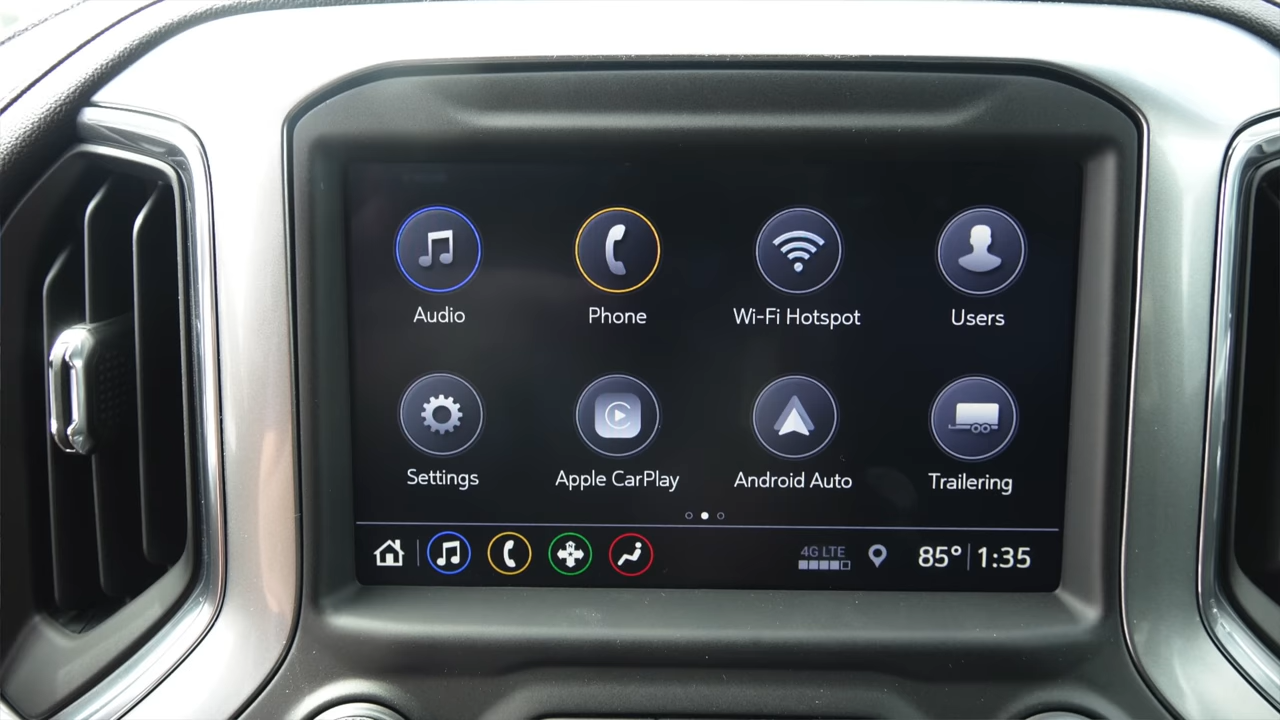 Audio Phone Wi-Fi Hotspot Users
Settings Apple CarPlay Android Auto Trailering
4G LTE 85° 1:35